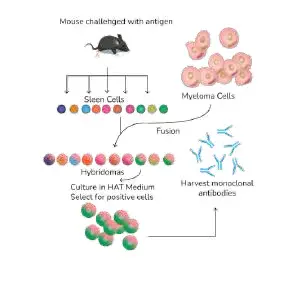 Mouse challehged with antigen
Sleen Cells
Myeloma Cells
Fusion
Hybridomas
Culture in HAT Medium
Select for positive cells
Harvest monoclonal
antibodies